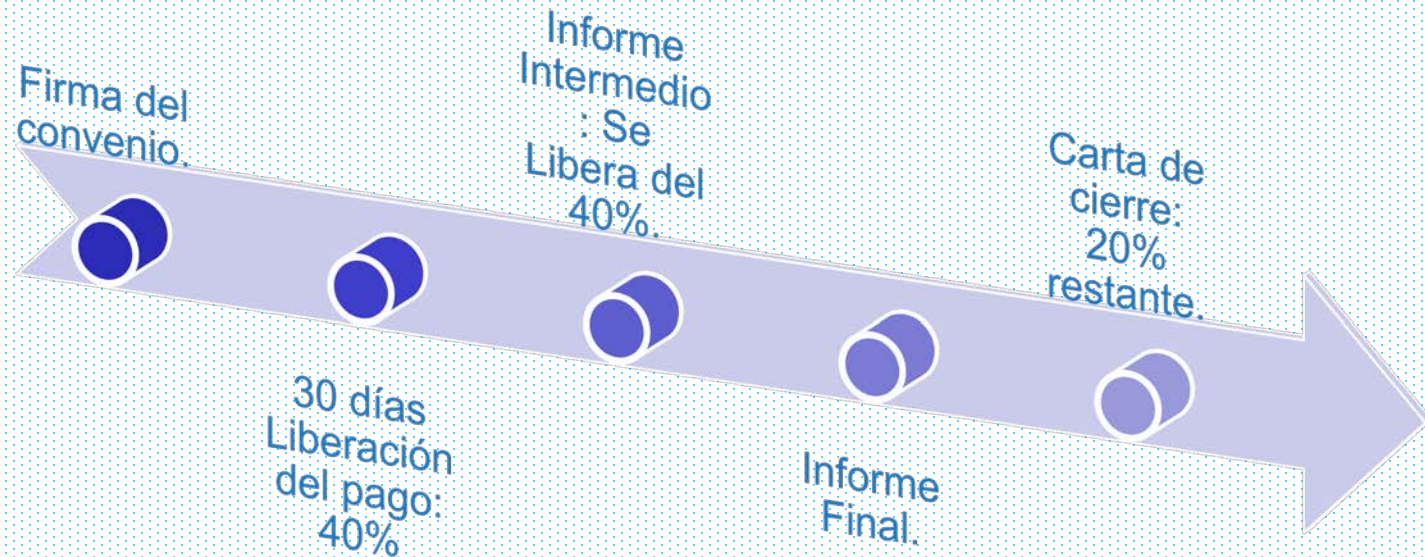 Firma del
convenio.
30 días
Liberación
del pago:
40%
Informe
Intermedio
: Se
Libera del
40%.
Informe
Final.
Carta de
cierre:
20%
restante.